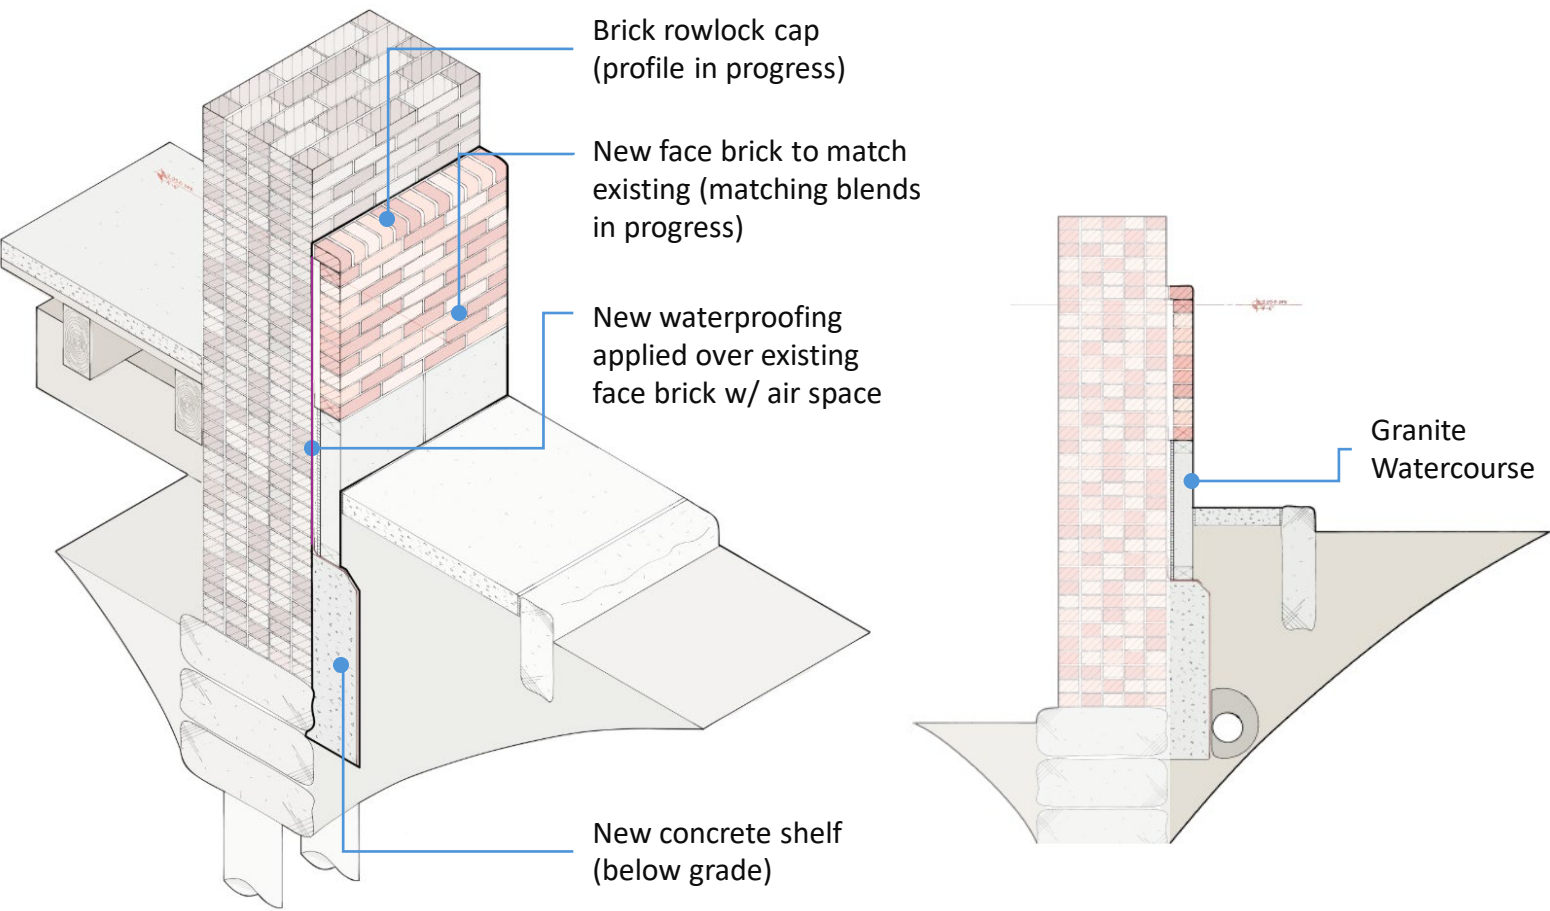 Brick rowlock cap
(profile in progress)
New face brick to match
existing (matching blends
in progress)
New waterproofing
applied over existing
face brick w/ air space
Granite
Watercourse
New concrete shelf
(below grade)